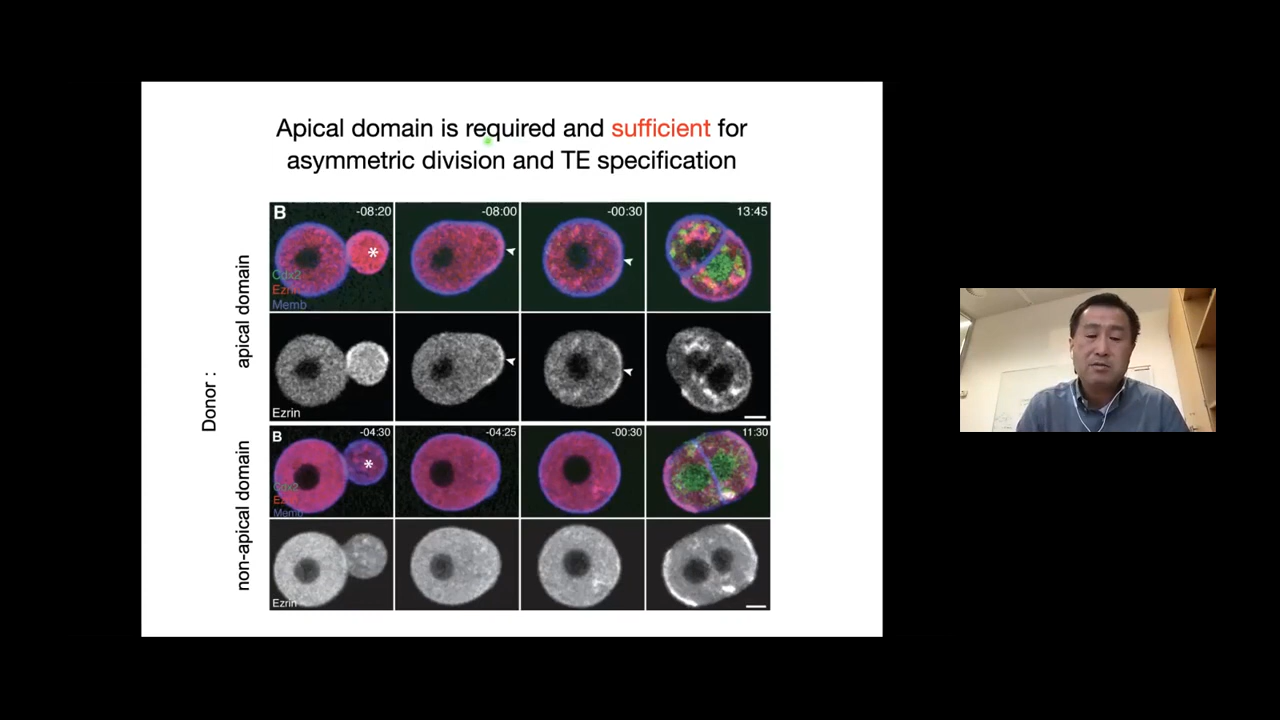 Apical domain is required and sufficient for
asymmetric division and TE specification
Donor :
apical domain
B
-08:20
-08:00
-00:30
13:45
*
Cdx2
Ezrin
Memb
Ezrin
non-apical domain
B
-04:30
-04:25
-00:30
11:30
*
Cdx2
Ezrin
Memb
Ezrin